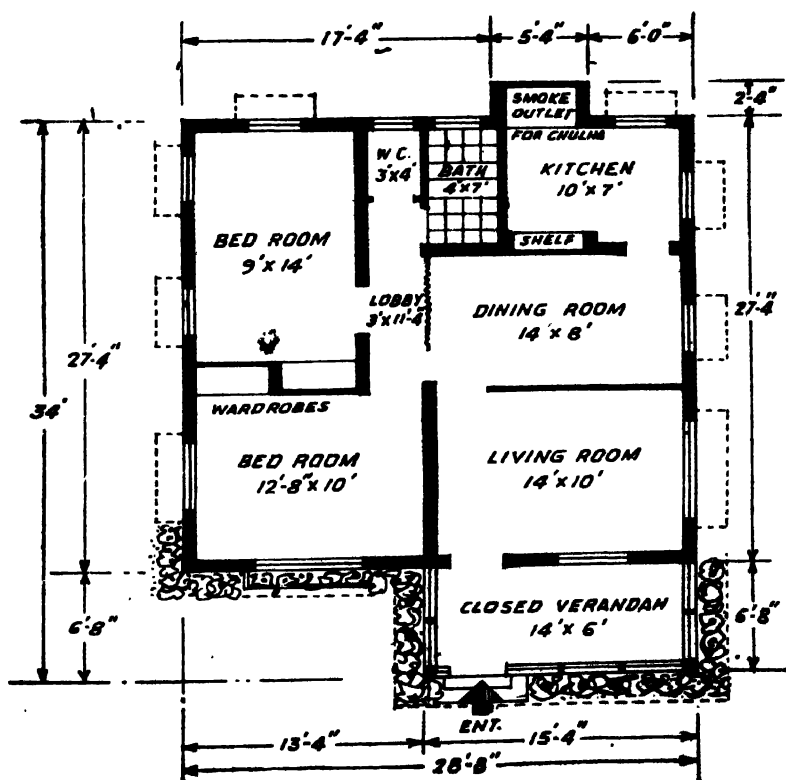 17'-4"
5'-4"
6'-0"
2'-4"
SMOKE
OUTLET
FOR CHULHA
W.C.
3'x4'
BATH
4'x7'
KITCHEN
10'x7'
SHELF
BED ROOM
9'x14'
LOBBY
3'x11'-4"
DINING ROOM
14'x8'
27'-4"
27'-4"
34'
WARDROBES
BED ROOM
12'-8"x10'
LIVING ROOM
14'x10'
CLOSED VERANDAH
14'x6'
6'-8"
6'-8"
ENT.
13'-4"
15'-4"
28'-8"